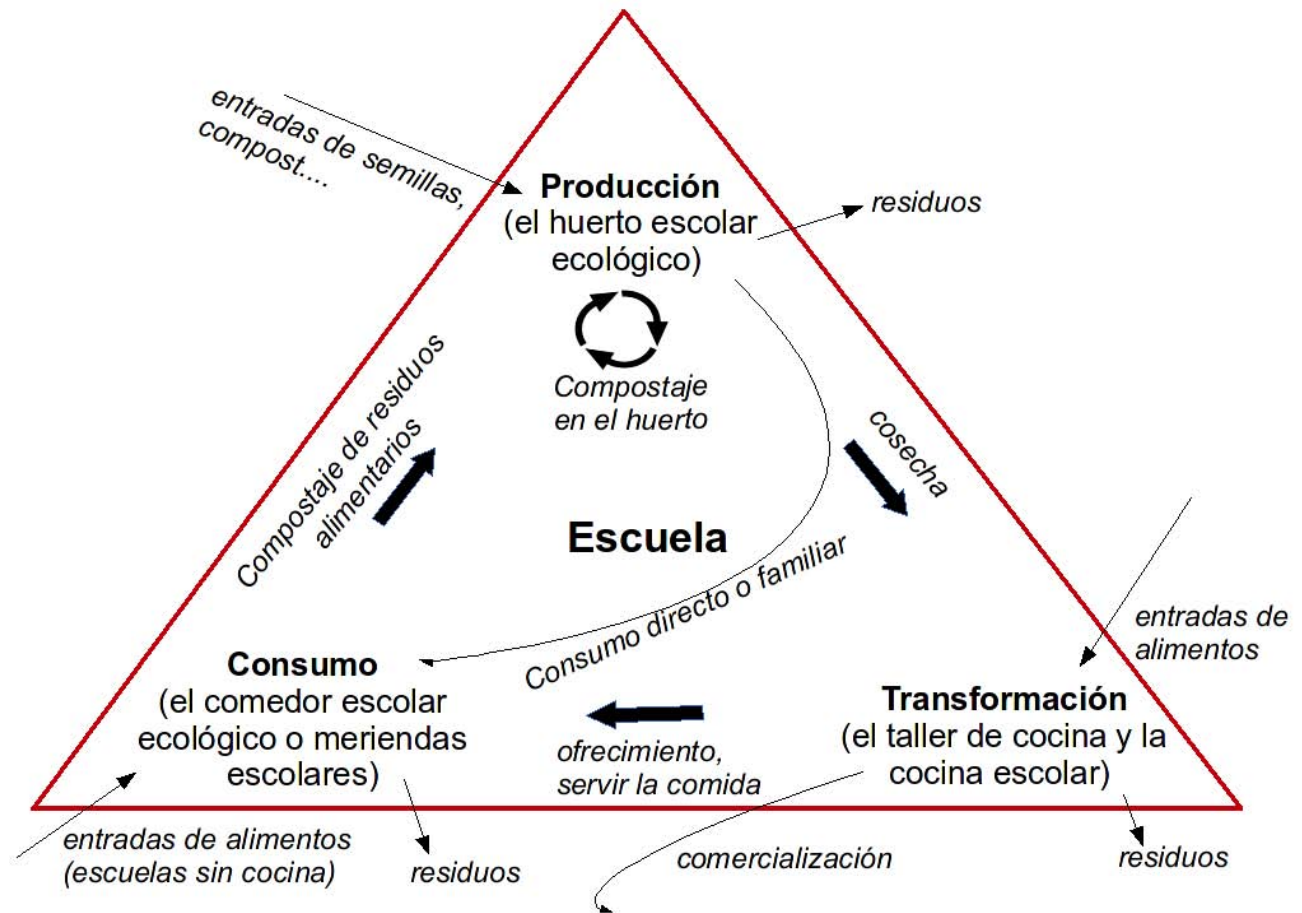 entradas de semillas,
compost....
Producción
(el huerto escolar
ecológico)
residuos
Compostaje
en el huerto
Compostaje de residuos
alimentarios
cosecha
Escuela
Consumo directo o familiar
entradas de
alimentos
Consumo
(el comedor escolar
ecológico o meriendas
escolares)
Transformación
(el taller de cocina y la
cocina escolar)
ofrecimiento,
servir la comida
entradas de alimentos
(escuelas sin cocina)
residuos
comercialización
residuos